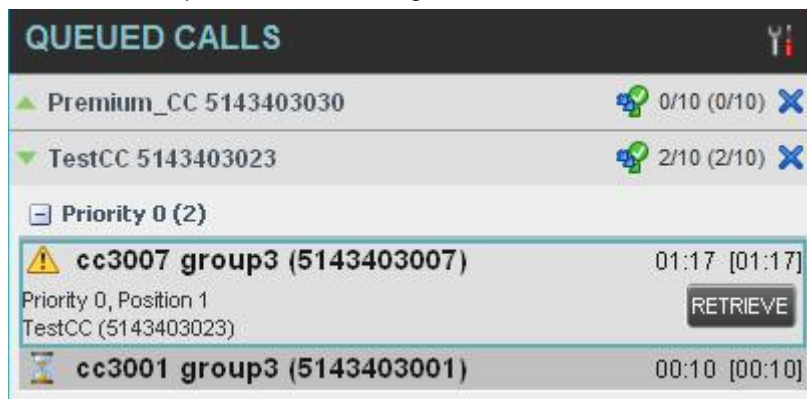 QUEUED CALLS
Premium_CC 5143403030 0/10 (0/10)
TestCC 5143403023 2/10 (2/10)
Priority 0 (2)
cc3007 group3 (5143403007) 01:17 [01:17]
Priority 0, Position 1
RETRIEVE
TestCC (5143403023)
cc3001 group3 (5143403001) 00:10 [00:10]